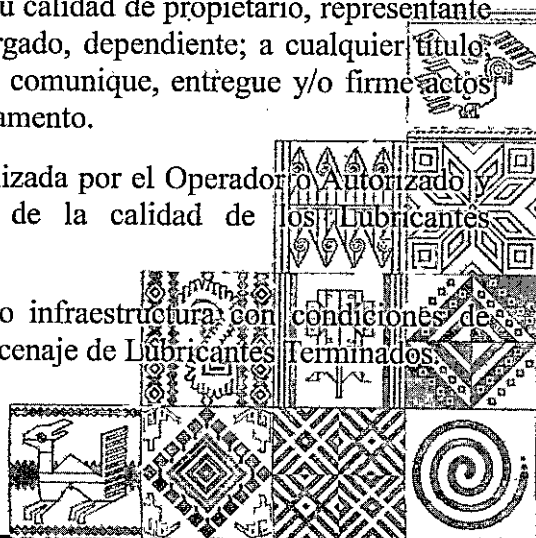 u calidad de propietario, representante
rgado, dependiente; a cualquier título,
comunique, entregue y/o firme actos
amento.
izada por el Operador o Autorizado y
de la calidad de los Lubricantes
o infraestructura con condiciones de
cenaje de Lubricantes Terminados.